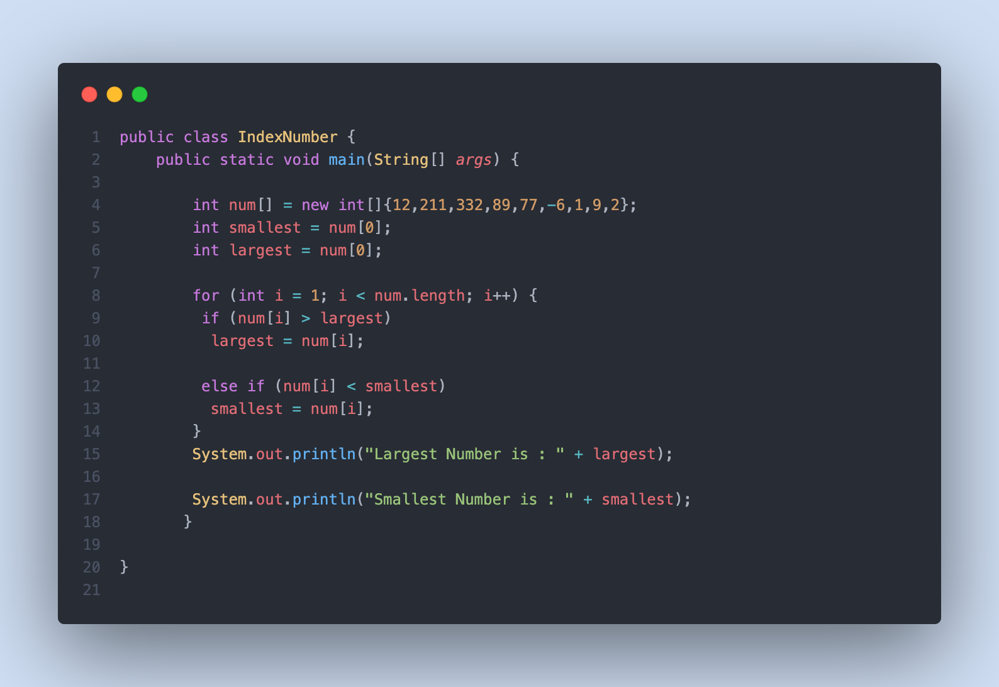 1 public class IndexNumber {
2     public static void main(String[] args) {
3
4         int num[] = new int[]{12,211,332,89,77,-6,1,9,2};
5         int smallest = num[0];
6         int largest = num[0];
7
8         for (int i = 1; i < num.length; i++) {
9          if (num[i] > largest)
10           largest = num[i];
11
12          else if (num[i] < smallest)
13           smallest = num[i];
14         }
15         System.out.println("Largest Number is : " + largest);
16
17         System.out.println("Smallest Number is : " + smallest);
18        }
19
20 }
21